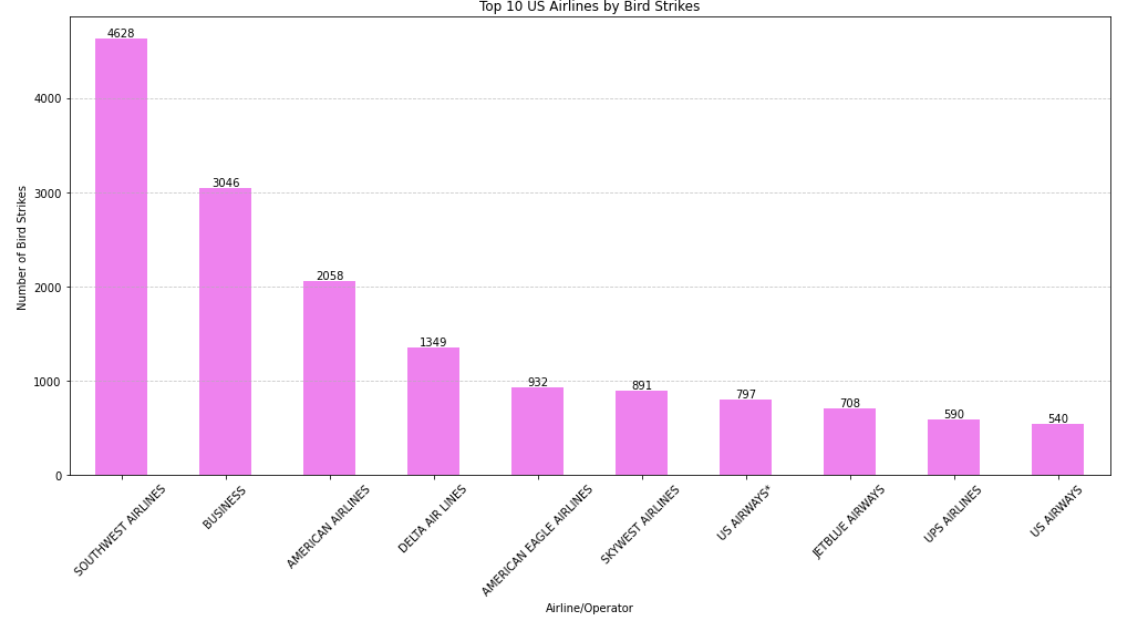 Top 10 US Airlines by Bird Strikes
Number of Bird Strikes
4000
3000
2000
1000
0
4628
3046
2058
1349
932
891
797
708
590
540
SOUTHWEST AIRLINES
BUSINESS
AMERICAN AIRLINES
DELTA AIR LINES
AMERICAN EAGLE AIRLINES
SKYWEST AIRLINES
US AIRWAYS*
JETBLUE AIRWAYS
UPS AIRLINES
US AIRWAYS
Airline/Operator